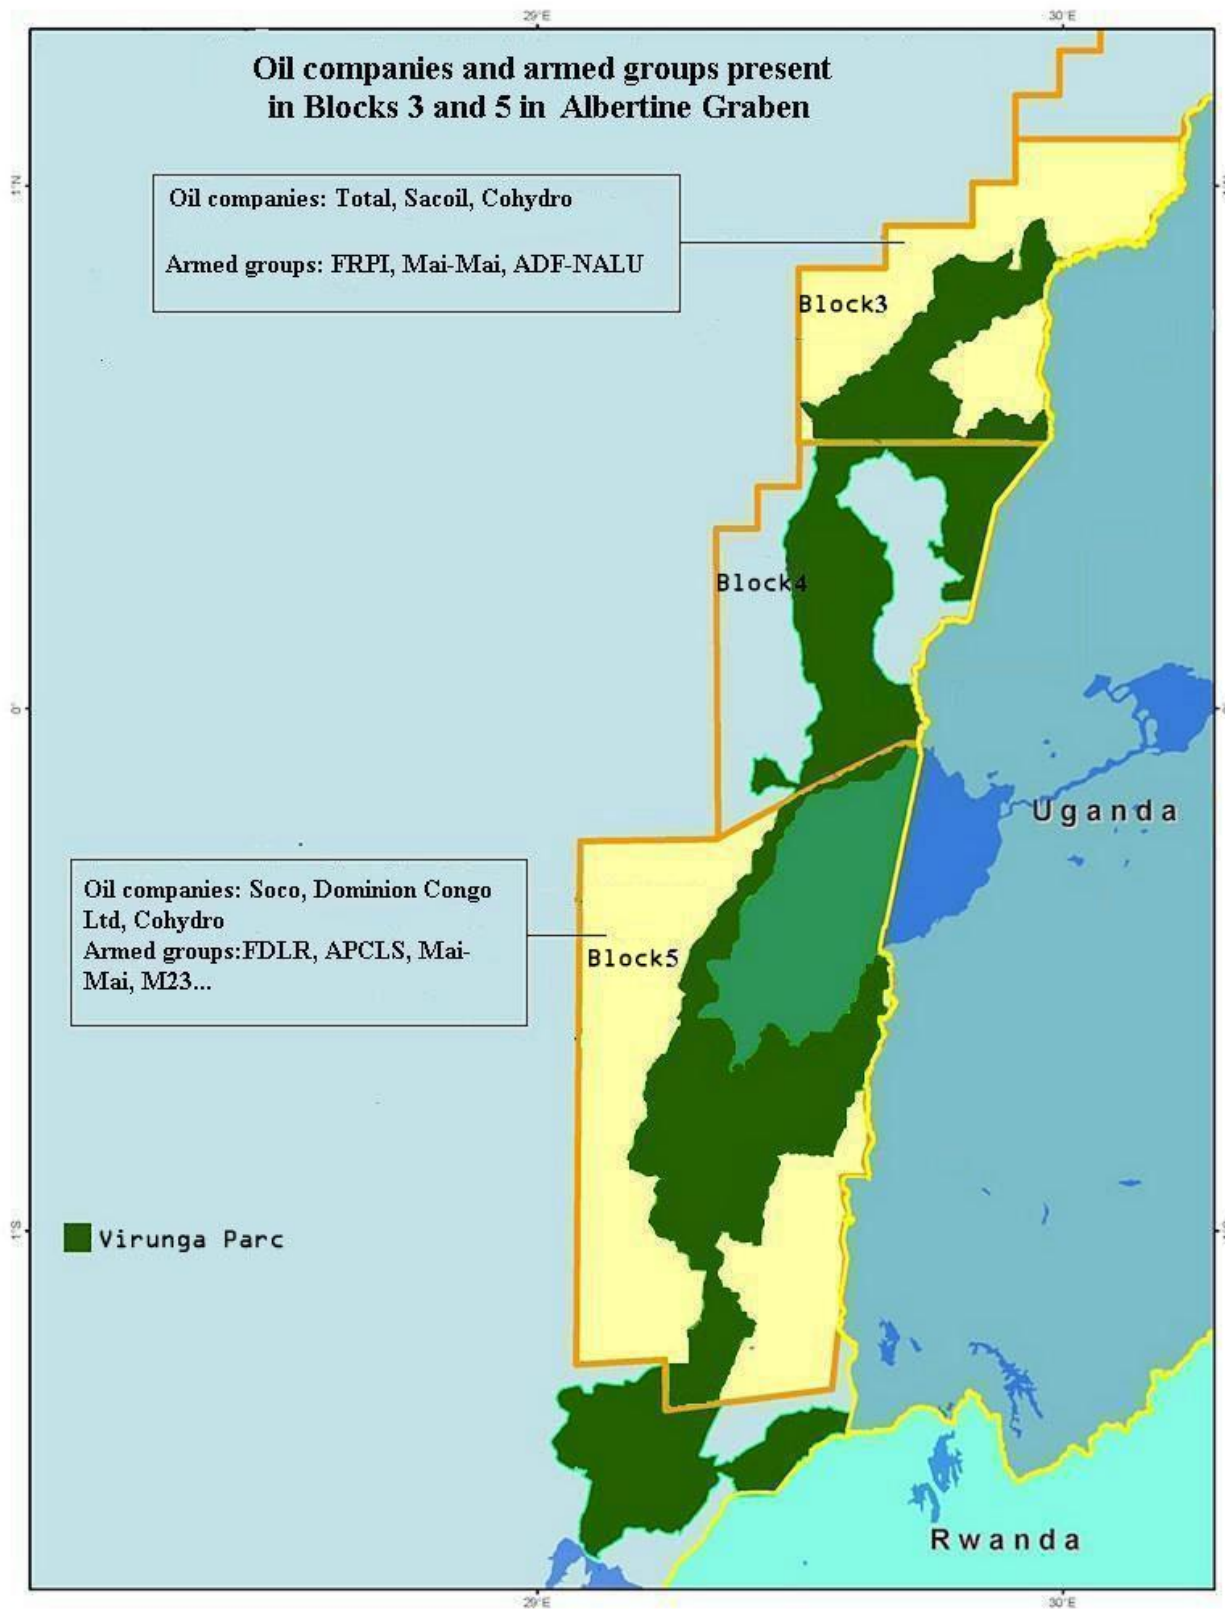 29°E
30°E
Oil companies and armed groups present
in Blocks 3 and 5 in Albertine Graben
1°N
Oil companies: Total, Sacoil, Cohydro
Armed groups: FRPI, Mai-Mai, ADF-NALU
Block3
Block4
0°
Uganda
Oil companies: Soco, Dominion Congo
Ltd, Cohydro
Armed groups:FDLR, APCLS, Mai-
Mai, M23...
Block5
1°S
Virunga Parc
Rwanda
29°E
30°E